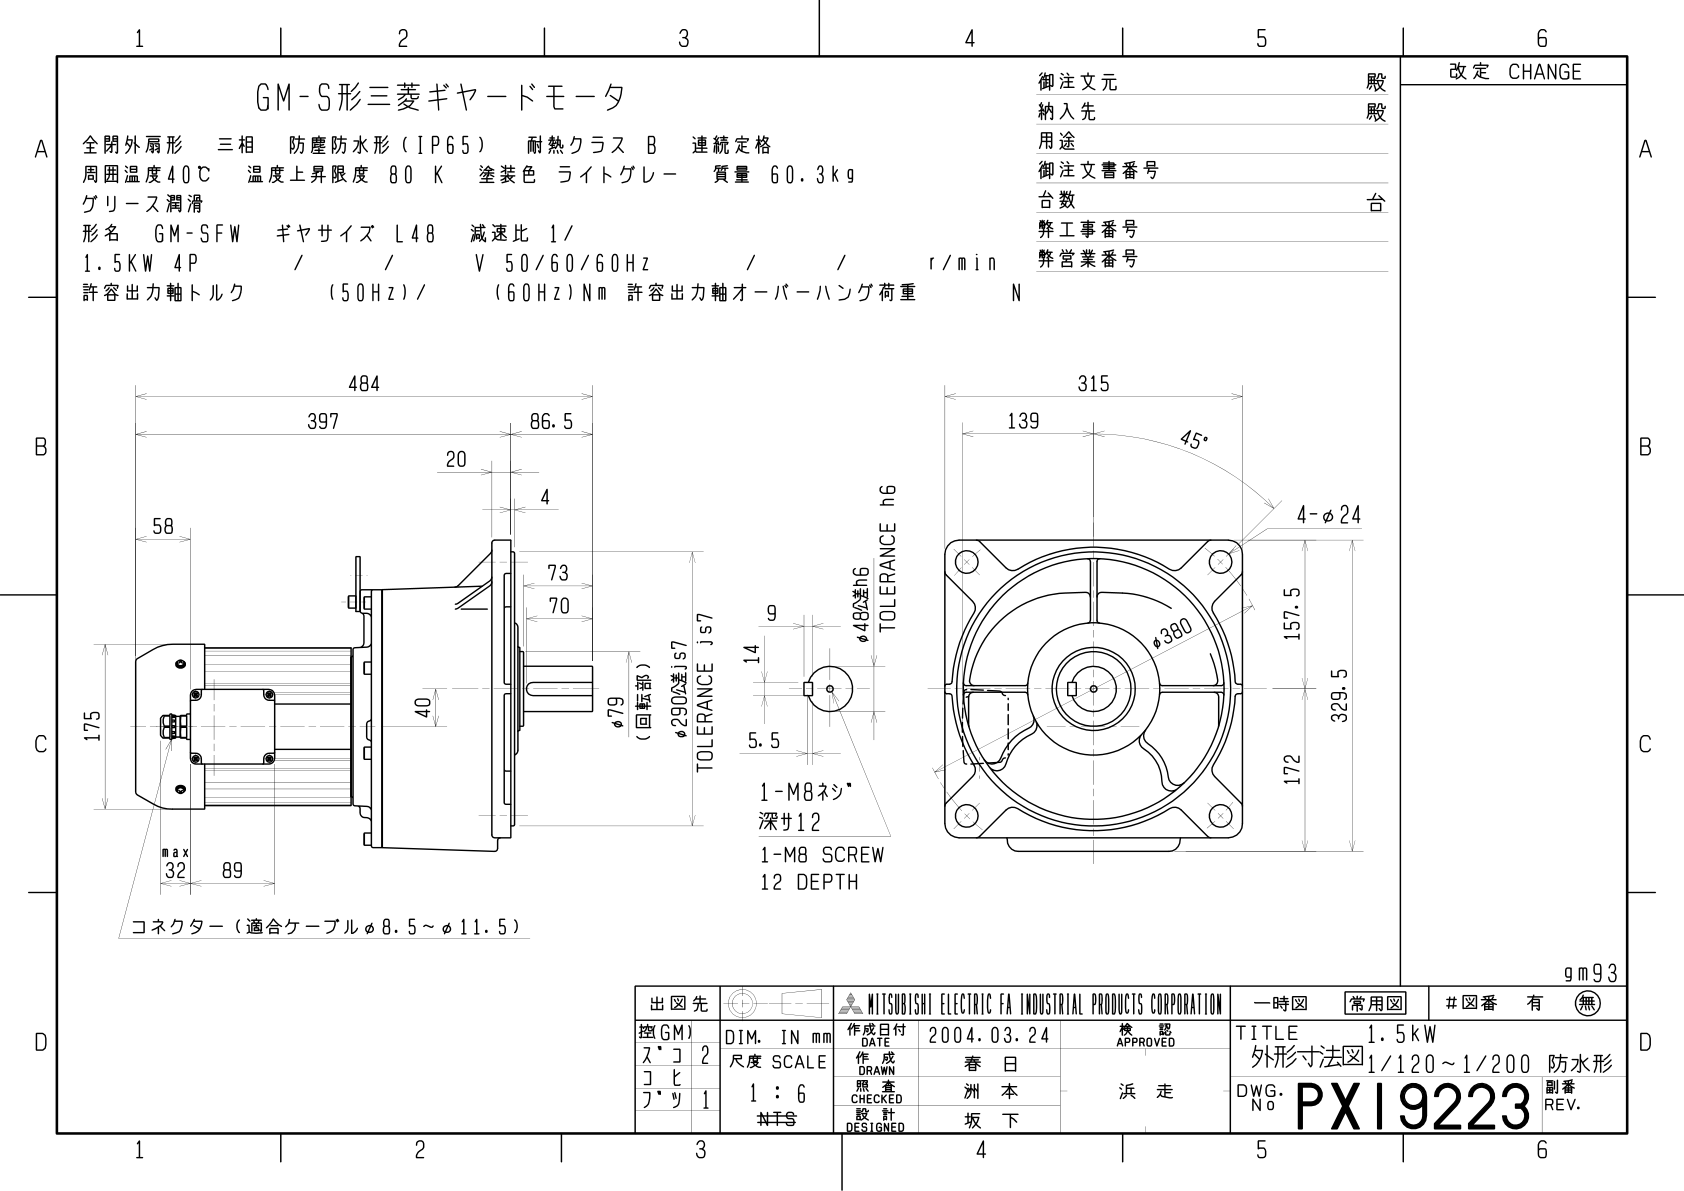 1 2 3 4 5 6
改定 CHANGE
GM-S形三菱ギヤードモータ
全閉外扇形 三相 防塵防水形(IP65) 耐熱クラス B 連続定格
周囲温度40℃ 温度上昇限度 80 K 塗装色 ライトグレー 質量 60.3kg
グリース潤滑
形名 GM-SFW ギヤサイズ L48 減速比 1/
1.5KW 4P / / V 50/60/60Hz / / r/min
許容出力軸トルク (50Hz)/ (60Hz)Nm 許容出力軸オーバーハング荷重 N
御注文元 殿
納入先 殿
用途
御注文書番号
台数 台
弊工事番号
弊営業番号
A A
B B
C C
D D
484
397 86.5
20
4
58
73
70
175
40
φ79
(回転部)
φ290公差js7
TOLERANCE js7
max
32 89
コネクター(適合ケーブルφ8.5~φ11.5)
9
14
5.5
φ48公差h6
TOLERANCE h6
1-M8ネジ
深サ12
1-M8 SCREW
12 DEPTH
315
139
45°
4-φ24
φ380
157.5
329.5
172
gm93
出図先
控(GM)
ズコ 2
コヒ
ブツ 1
DIM. IN mm
尺度 SCALE
1 : 6
NTS
MITSUBISHI ELECTRIC FA INDUSTRIAL PRODUCTS CORPORATION
作成日付 DATE 2004.03.24
作成 DRAWN 春日
照査 CHECKED 洲本
設計 DESIGNED 坂下
検認 APPROVED
浜走
一時図 常用図 #図番 有 無
TITLE 1.5kW
外形寸法図 1/120~1/200 防水形
DWG. No PX19223
副番 REV.
1 2 3 4 5 6